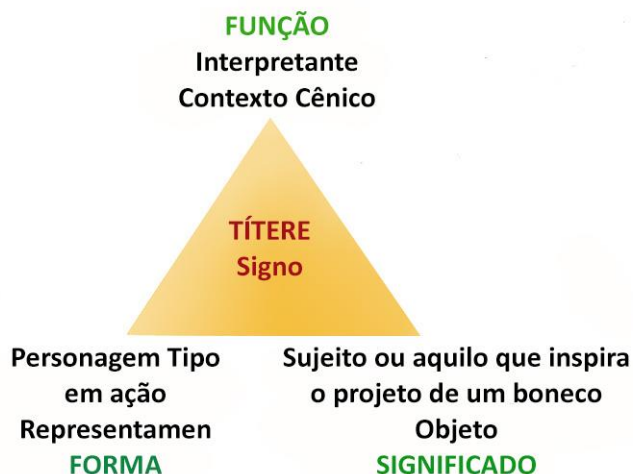 FUNÇÃO
Interpretante
Contexto Cênico
TÍTERE
Signo
Personagem Tipo
em ação
Representamen
FORMA
Sujeito ou aquilo que inspira
o projeto de um boneco
Objeto
SIGNIFICADO